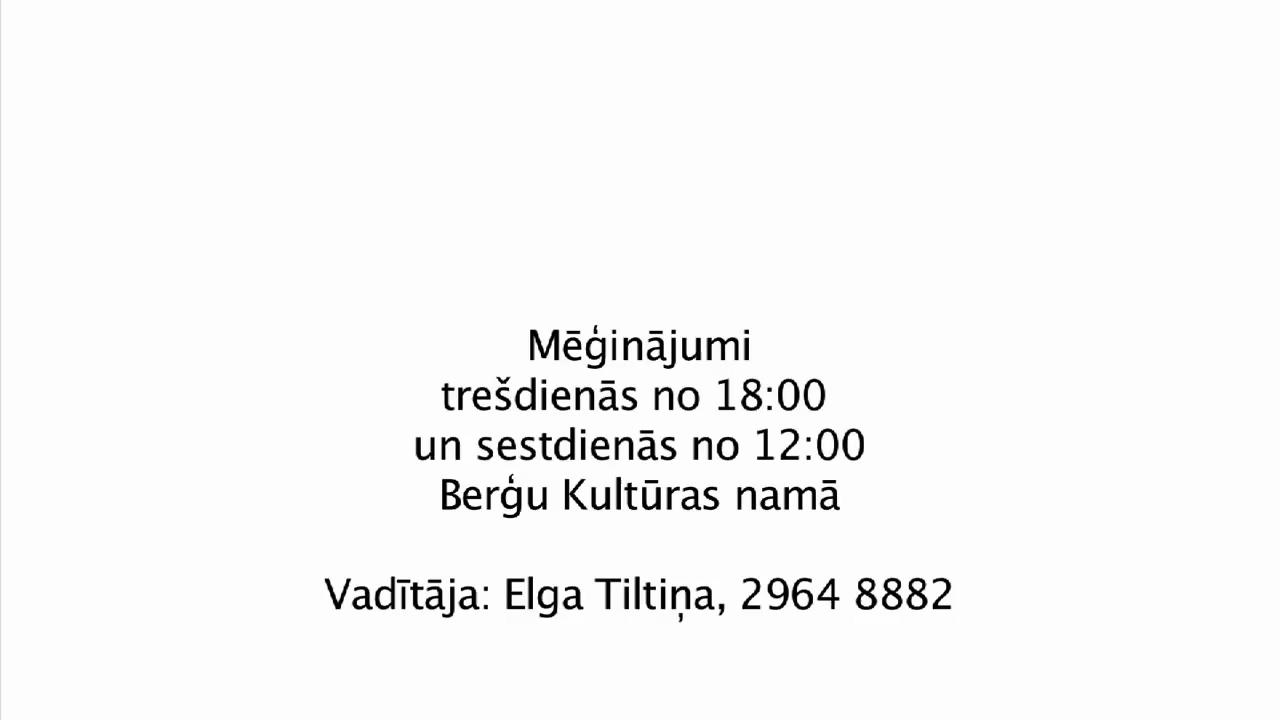 Mēģinājumi
trešdienās no 18:00
un sestdienās no 12:00
Berģu Kultūras namā
Vadītāja: Elga Tiltiņa, 2964 8882